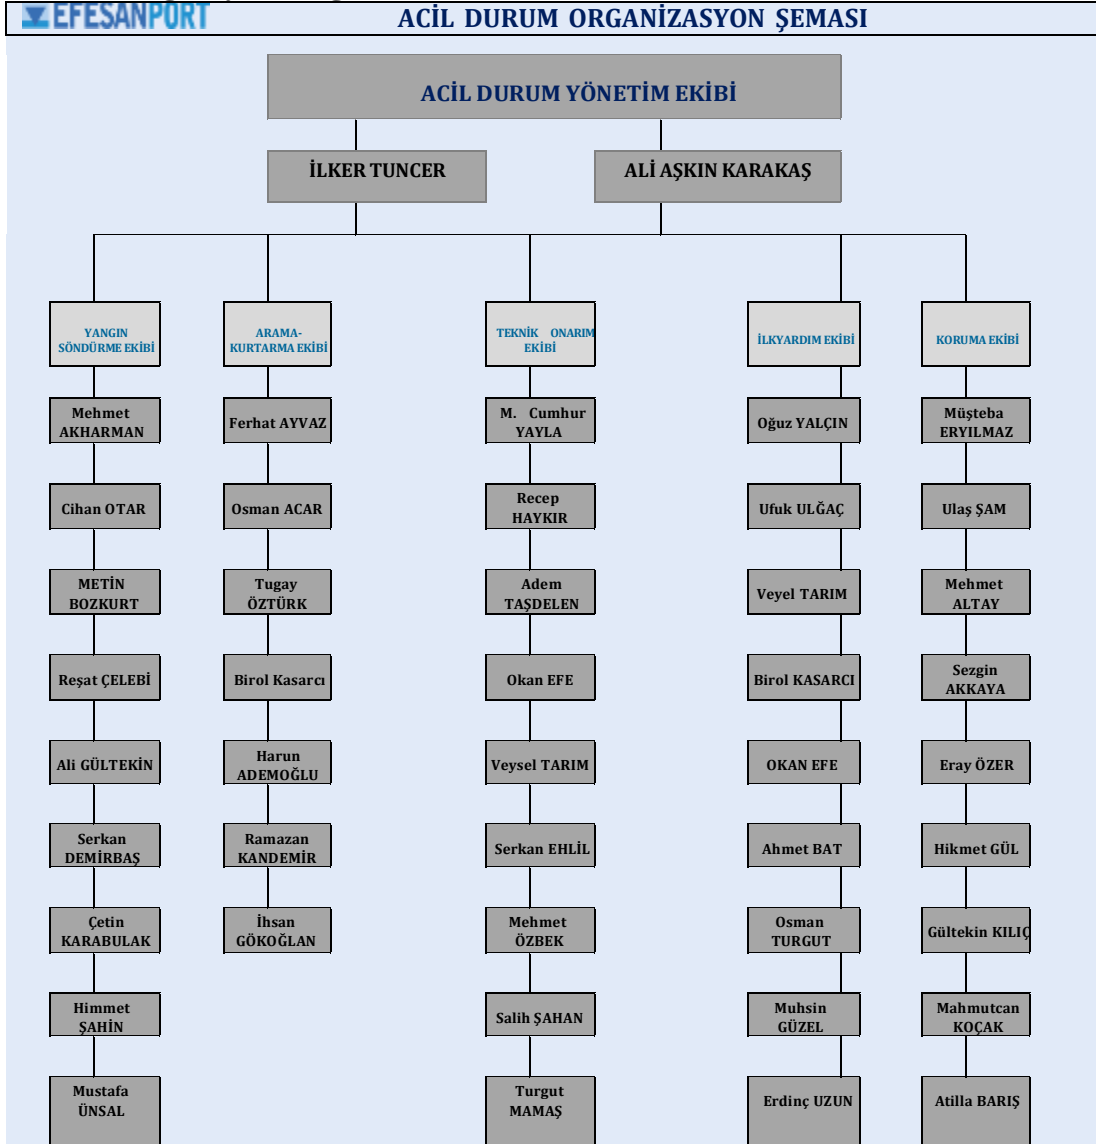 EFESANPORT
ACİL DURUM ORGANİZASYON ŞEMASI
ACİL DURUM YÖNETİM EKİBİ
İLKER TUNCER
ALİ AŞKIN KARAKAŞ
YANGIN
SÖNDÜRME EKİBİ
Mehmet
AKHARMAN
Cihan OTAR
METİN
BOZKURT
Reşat ÇELEBİ
Ali GÜLTEKİN
Serkan
DEMİRBAŞ
Çetin
KARABULAK
Himmet
ŞAHİN
Mustafa
ÜNSAL
ARAMA-
KURTARMA EKİBİ
Ferhat AYVAZ
Osman ACAR
Tugay
ÖZTÜRK
Birol Kasarcı
Harun
ADEMOĞLU
Ramazan
KANDEMİR
İhsan
GÖKOĞLAN
TEKNİK ONARIM
EKİBİ
M. Cumhur
YAYLA
Recep
HAYKIR
Adem
TAŞDELEN
Okan EFE
Veysel TARIM
Serkan EHLİL
Mehmet
ÖZBEK
Salih ŞAHAN
Turgut
MAMAŞ
İLKYARDIM EKİBİ
Oğuz YALÇIN
Ufuk ULĞAÇ
Veyel TARIM
Birol KASARCI
OKAN EFE
Ahmet BAT
Osman
TURGUT
Muhsin
GÜZEL
Erdinç UZUN
KORUMA EKİBİ
Müşteba
ERYILMAZ
Ulaş ŞAM
Mehmet
ALTAY
Sezgin
AKKAYA
Eray ÖZER
Hikmet GÜL
Gültekin KILIÇ
Mahmutcan
KOÇAK
Atilla BARIŞ